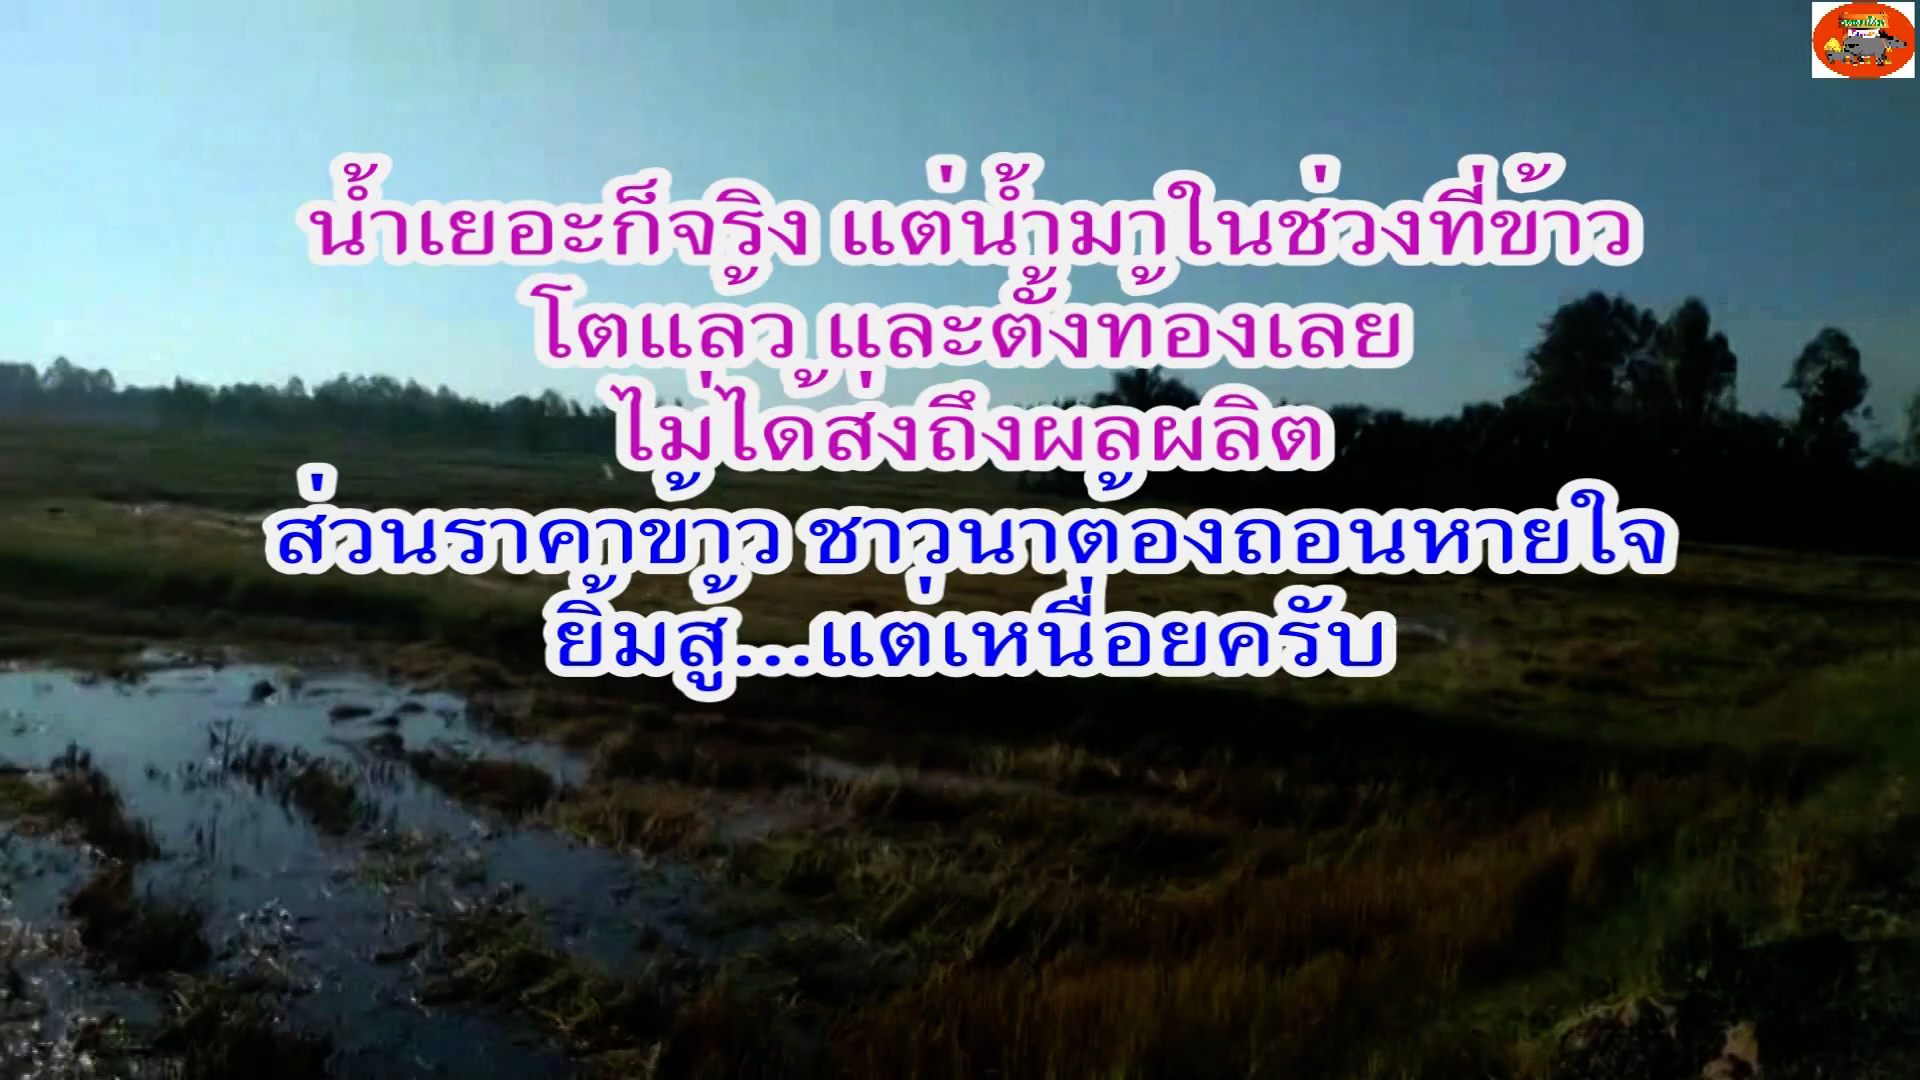 น้ำเยอะก็จริง แต่น้ำมาในช่วงที่ข้าว
โตแล้ว และตั้งท้องเลย
ไม่ได้ส่งถึงผลผลิต
ส่วนราคาข้าว ชาวนาต้องถอนหายใจ
ยิ้มสู้...แต่เหนื่อยครับ